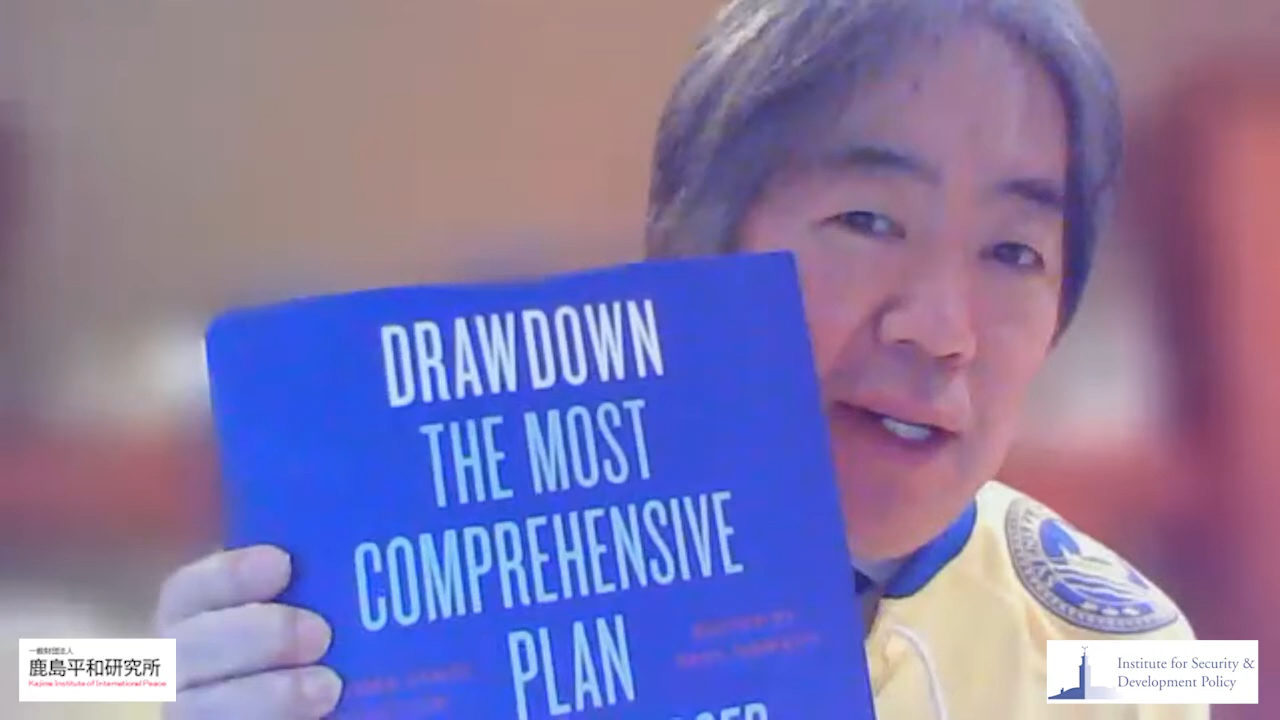 DRAWDOWN
THE MOST
COMPREHENSIVE
PLAN
一般財団法人
鹿島平和研究所
Kajima Institute of International Peace
Institute for Security &
Development Policy